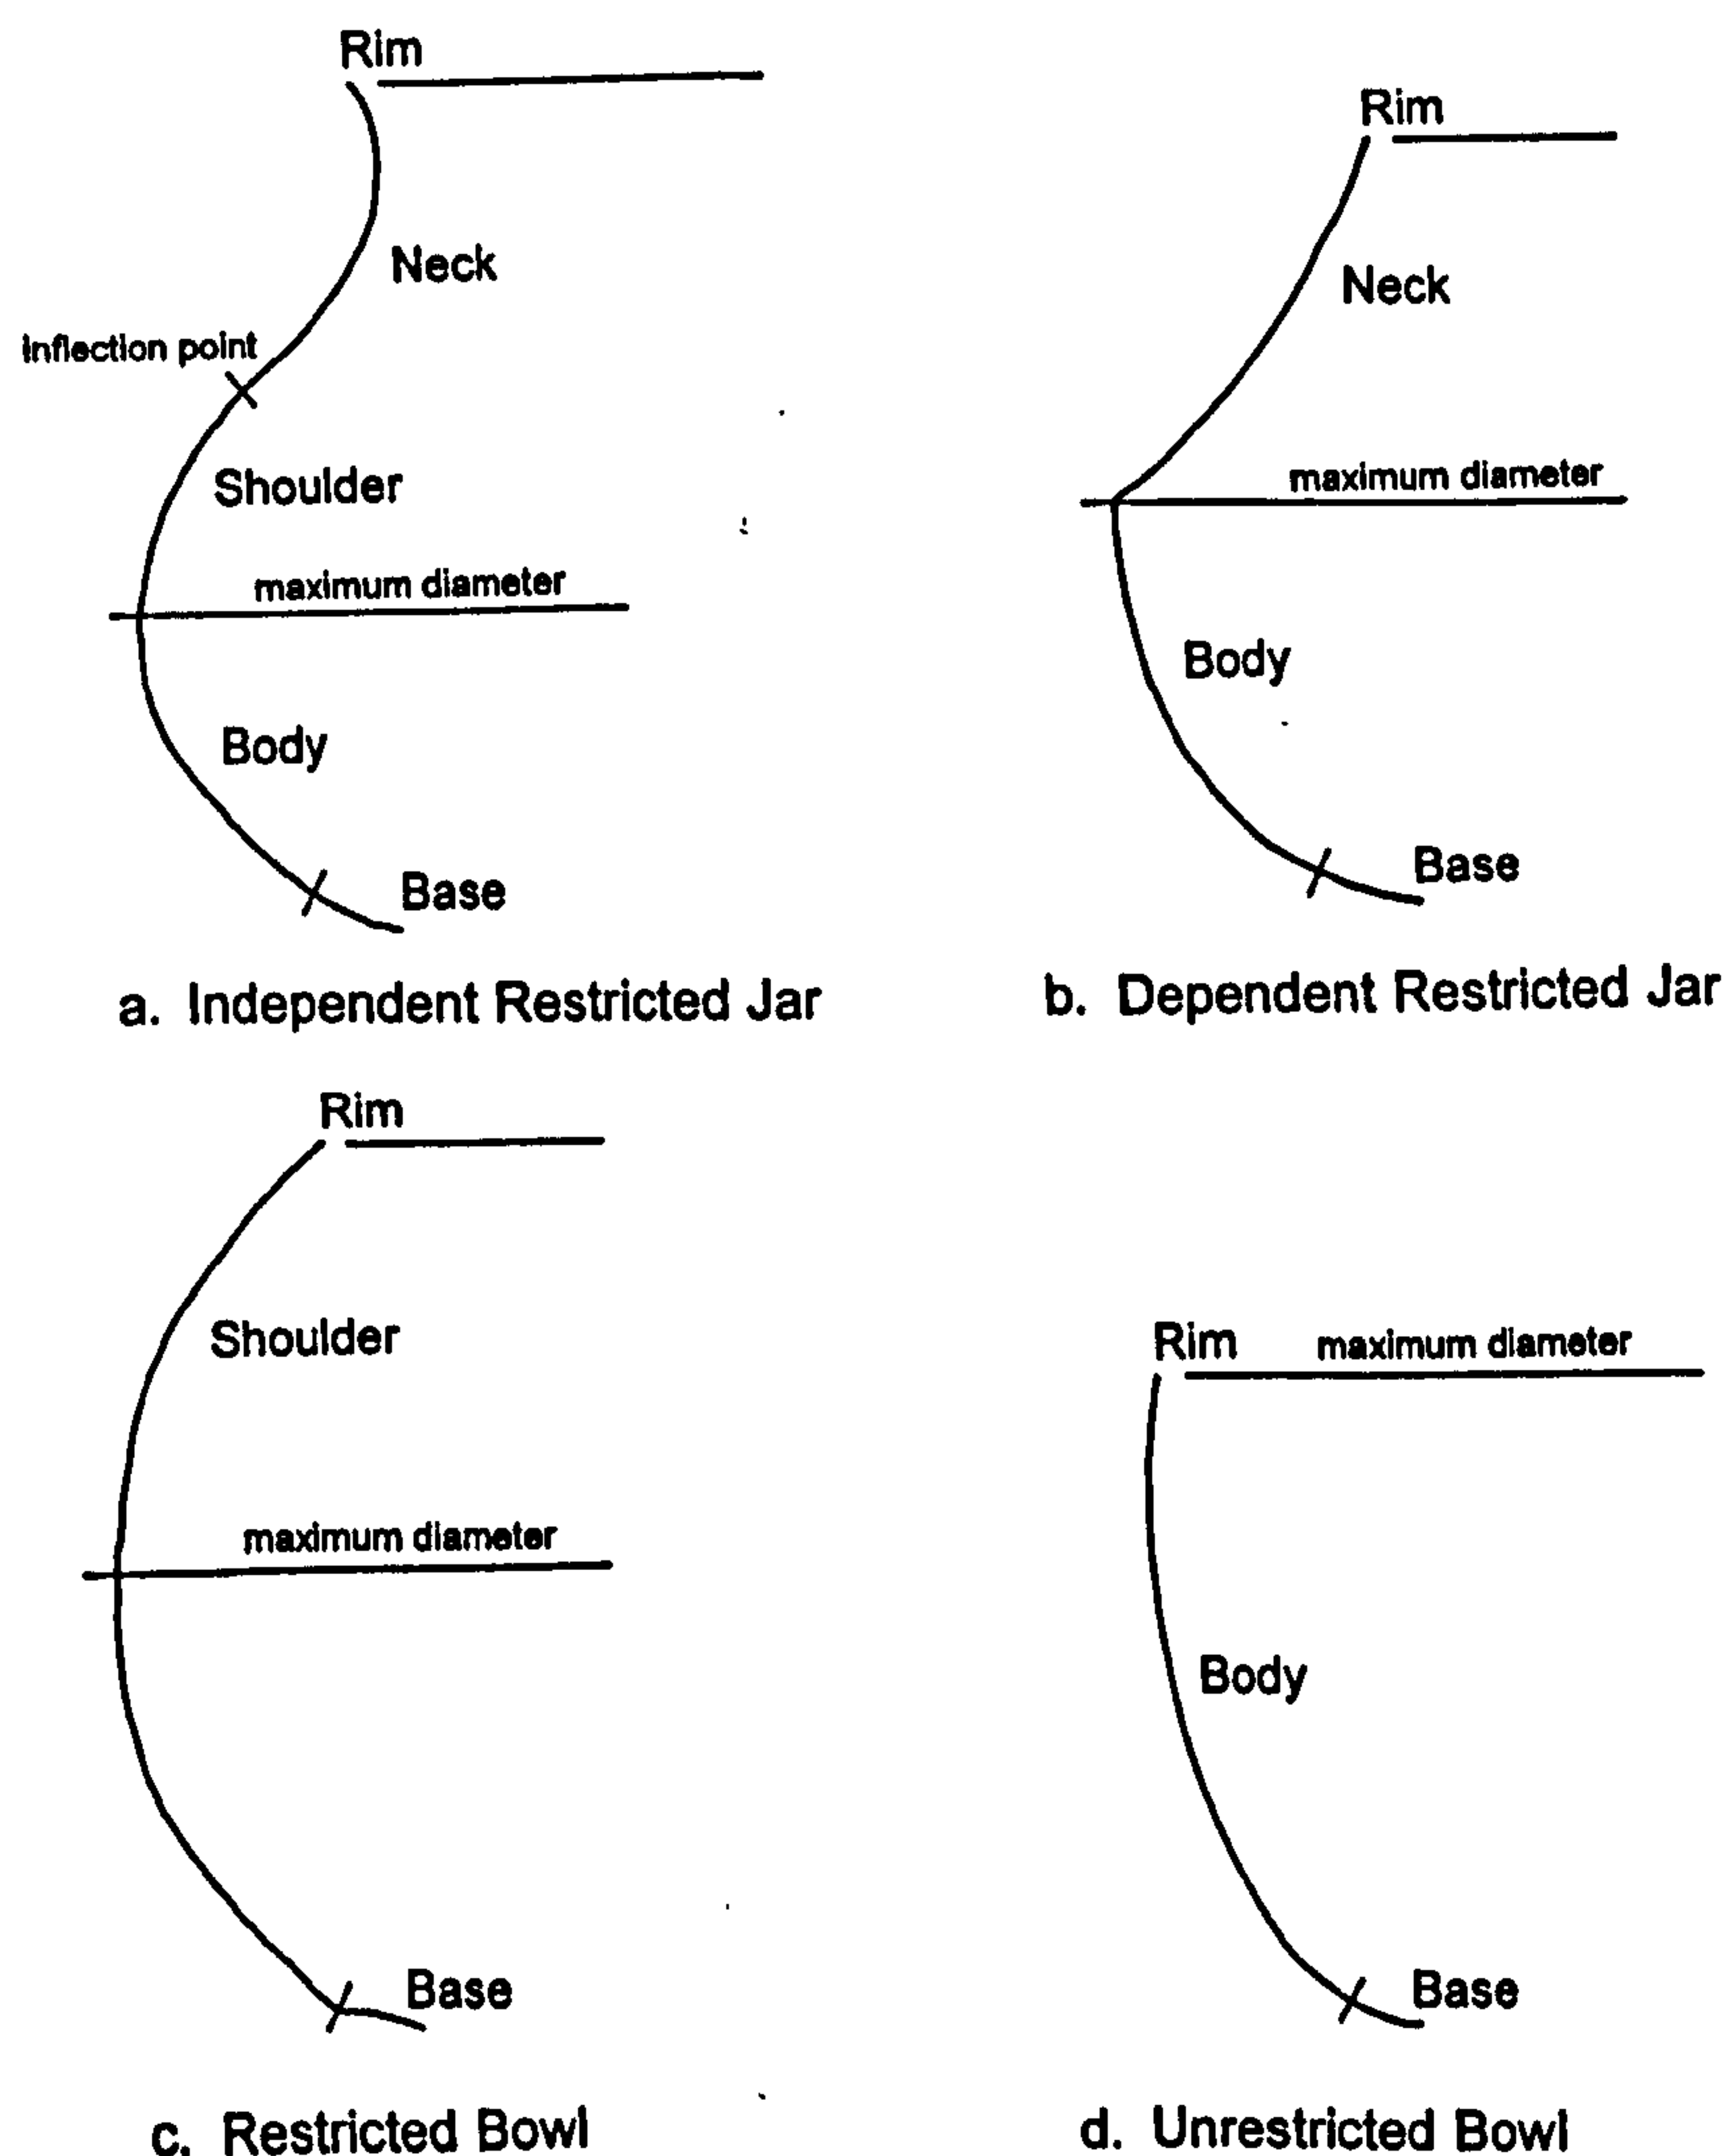 Rim
Neck
Inflection point
Shoulder
maximum diameter
Body
Base
a. Independent Restricted Jar
Rim
Neck
maximum diameter
Body
Base
b. Dependent Restricted Jar
Rim
Shoulder
maximum diameter
Base
c. Restricted Bowl
Rim maximum diameter
Body
Base
d. Unrestricted Bowl